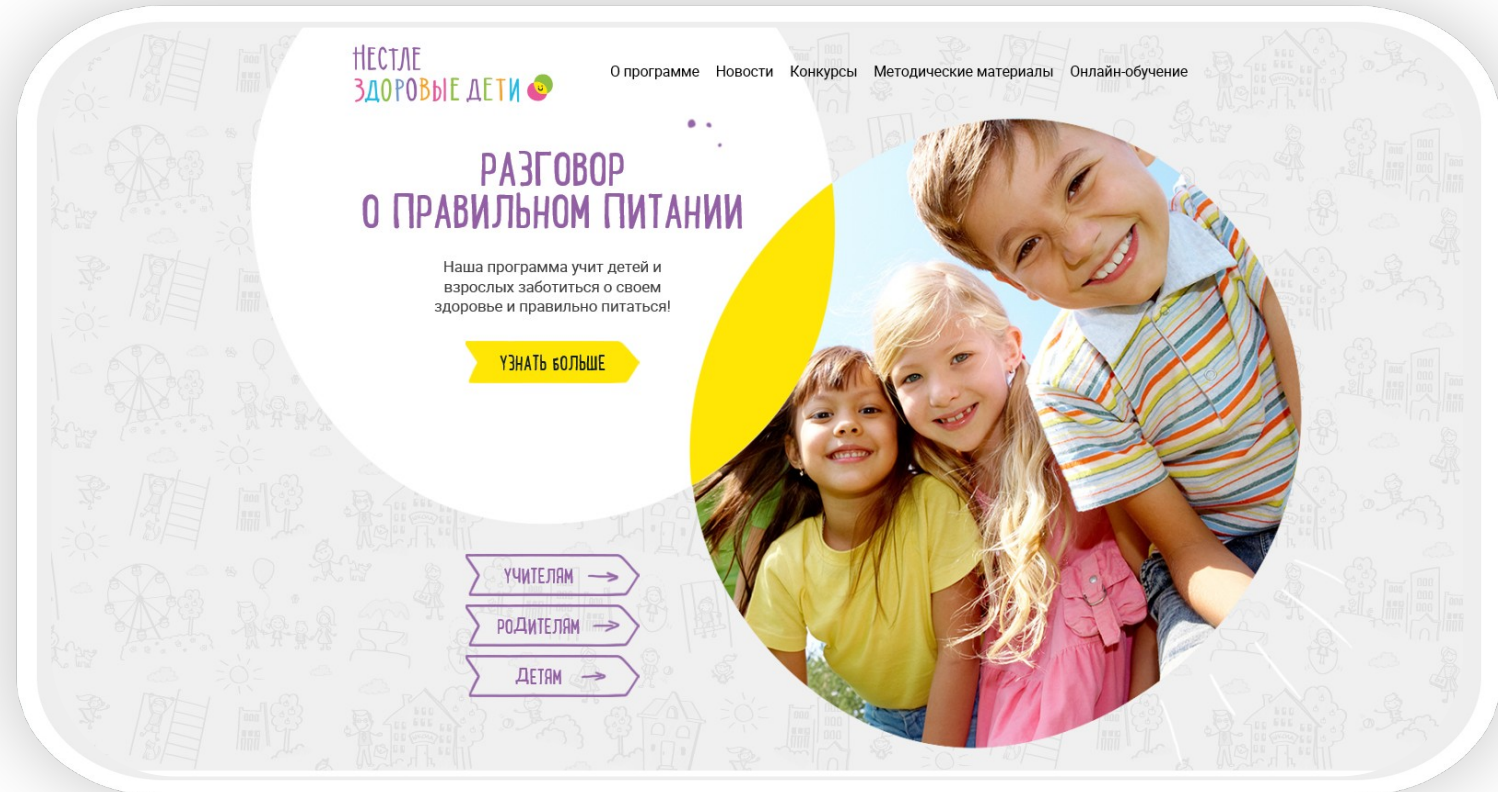 НЕСТЛЕ
ЗДОРОВЫЕ ДЕТИ
О программе Новости Конкурсы Методические материалы Онлайн-обучение
РАЗГОВОР
О ПРАВИЛЬНОМ ПИТАНИИ
Наша программа учит детей и
взрослых заботиться о своем
здоровье и правильно питаться!
УЗНАТЬ БОЛЬШЕ
УЧИТЕЛЯМ
РОДИТЕЛЯМ
ДЕТЯМ